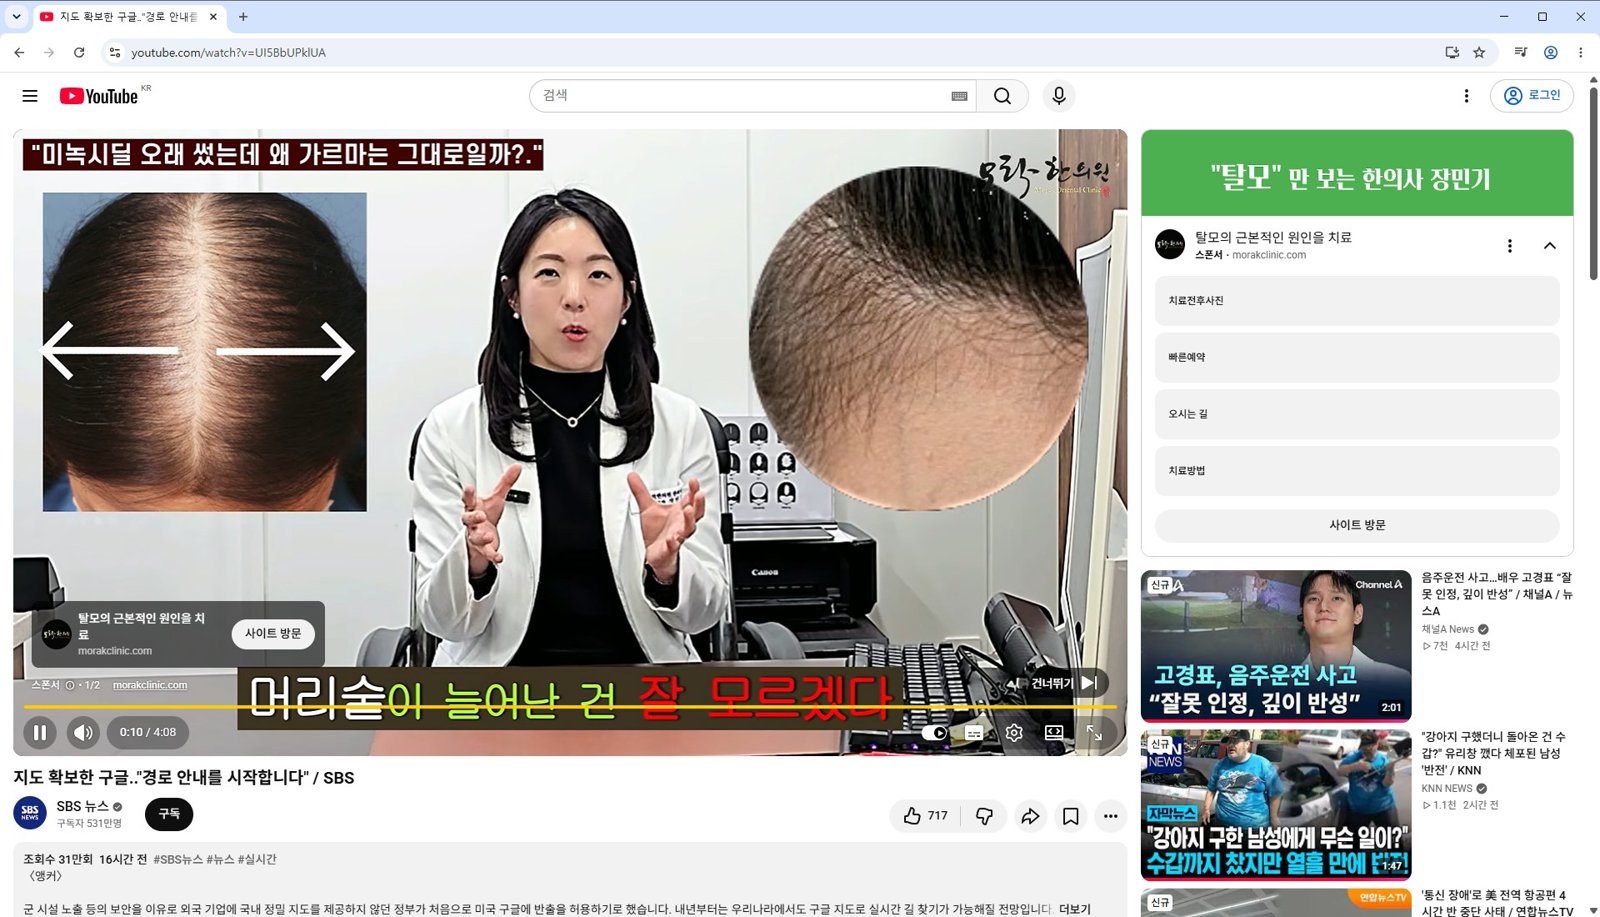 지도 확보한 구글.."경로 안내를
youtube.com/watch?v=UI5BbUPklUA
YouTube KR
검색
로그인
"미녹시딜 오래 썼는데 왜 가르마는 그대로일까?."
모락한의원
"탈모" 만 보는 한의사 장민기
탈모의 근본적인 원인을 치료
스폰서 · morakclinic.com
치료전후사진
빠른예약
오시는 길
치료방법
사이트 방문
Canon
탈모의 근본적인 원인을 치
료
morakclinic.com
사이트 방문
스폰서 · 1/2 morakclinic.com
머리숱이 늘어난 건 잘 모르겠다
건너뛰기
0:10 / 4:08
지도 확보한 구글.."경로 안내를 시작합니다" / SBS
SBS NEWS
SBS 뉴스
구독자 531만명
구독
717
조회수 31만회 16시간 전 #SBS뉴스 #뉴스 #실시간
〈앵커〉
군 시설 노출 등의 보안을 이유로 외국 기업에 국내 정밀 지도를 제공하지 않던 정부가 처음으로 미국 구글에 반출을 허용하기로 했습니다. 내년부터는 우리나라에서도 구글 지도로 실시간 길 찾기가 가능해질 전망입니다. 더보기
신규
Channel A
고경표, 음주운전 사고
“잘못 인정, 깊이 반성”
2:01
음주운전 사고…배우 고경표 “잘
못 인정, 깊이 반성” / 채널A / 뉴
스A
채널A News
7천 4시간 전
신규
NEWS
자막뉴스
"강아지 구한 남성에게 무슨 일이?"
수갑까지 찼지만 열흘 만에 반전!
1:47
"강아지 구했더니 돌아온 건 수
갑?" 유리창 깼다 체포된 남성
'반전' / KNN
KNN NEWS
1.1천 2시간 전
신규
연합뉴스TV
'통신 장애'로 美 전역 항공편 4
시간 반 중단 사태 / 연합뉴스TV